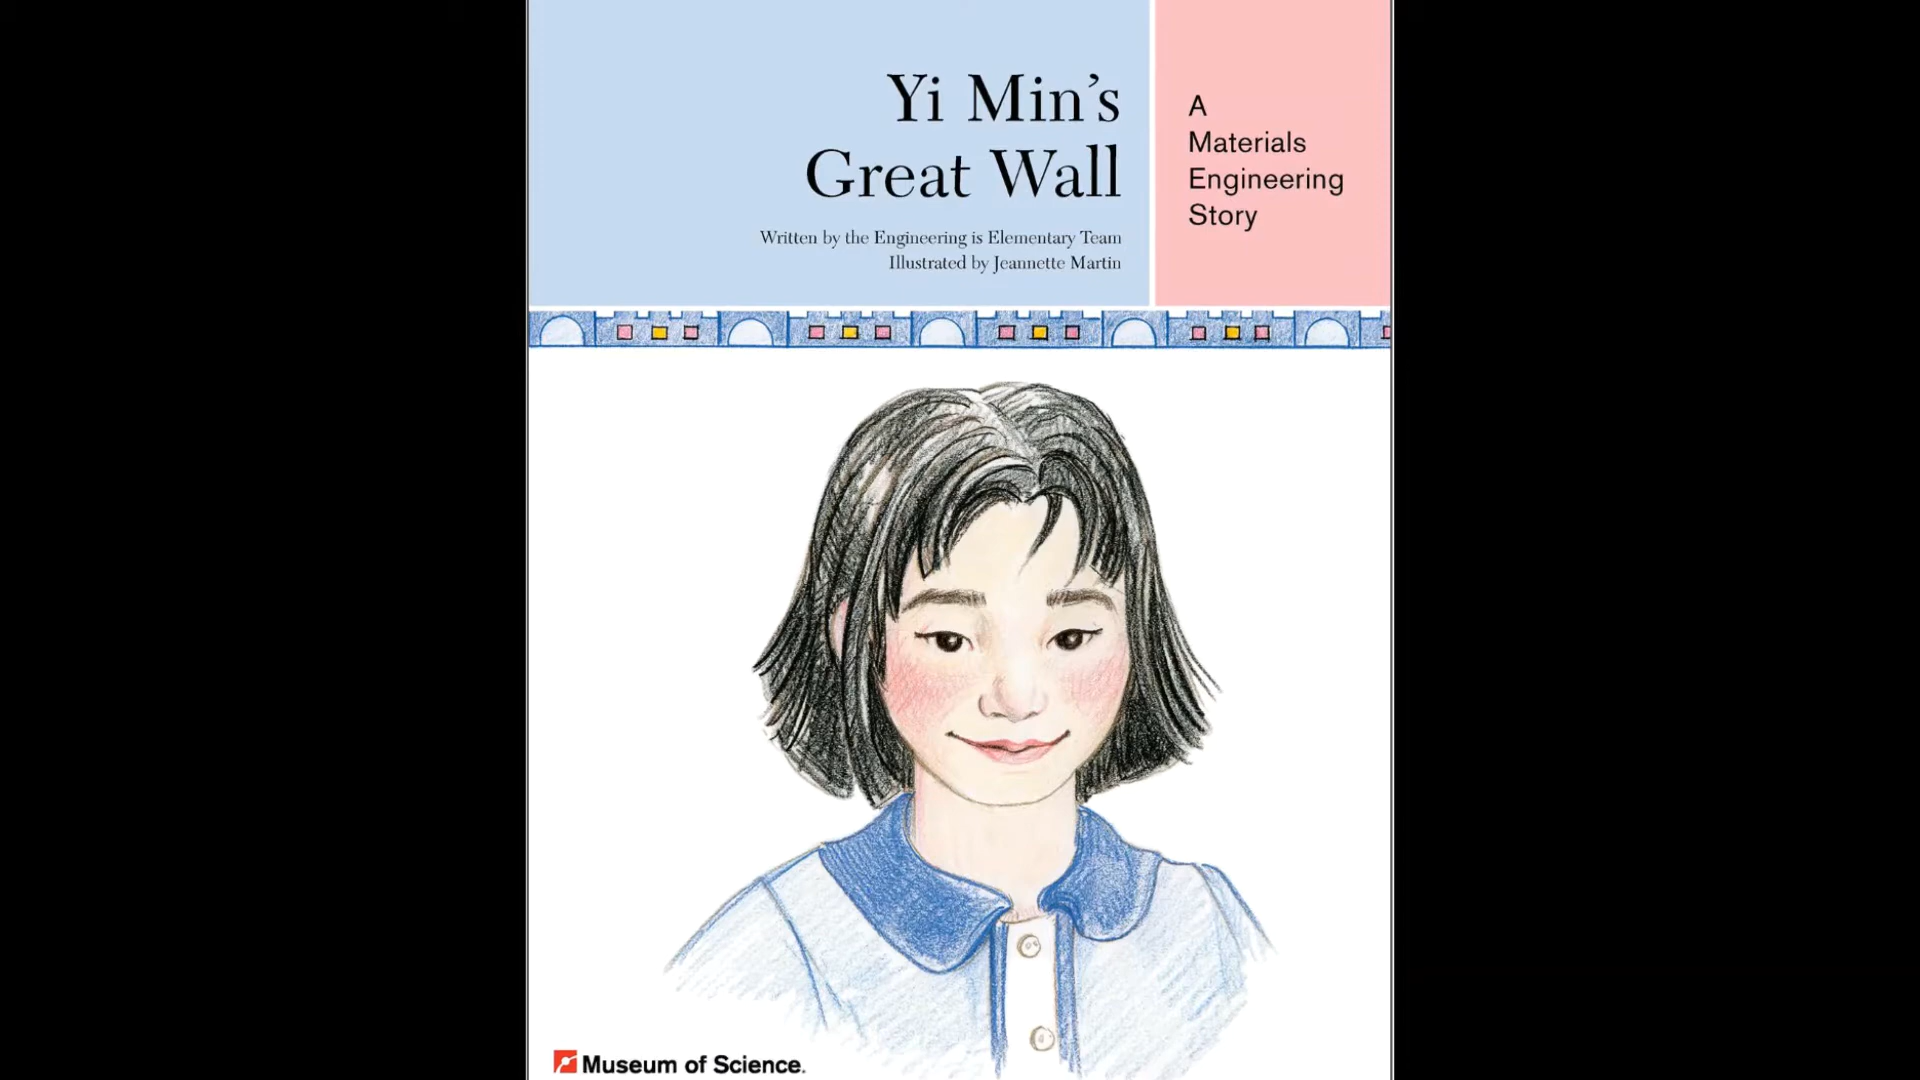 Yi Min’s
Great Wall
Written by the Engineering is Elementary Team
Illustrated by Jeannette Martin
A
Materials
Engineering
Story
Museum of Science.